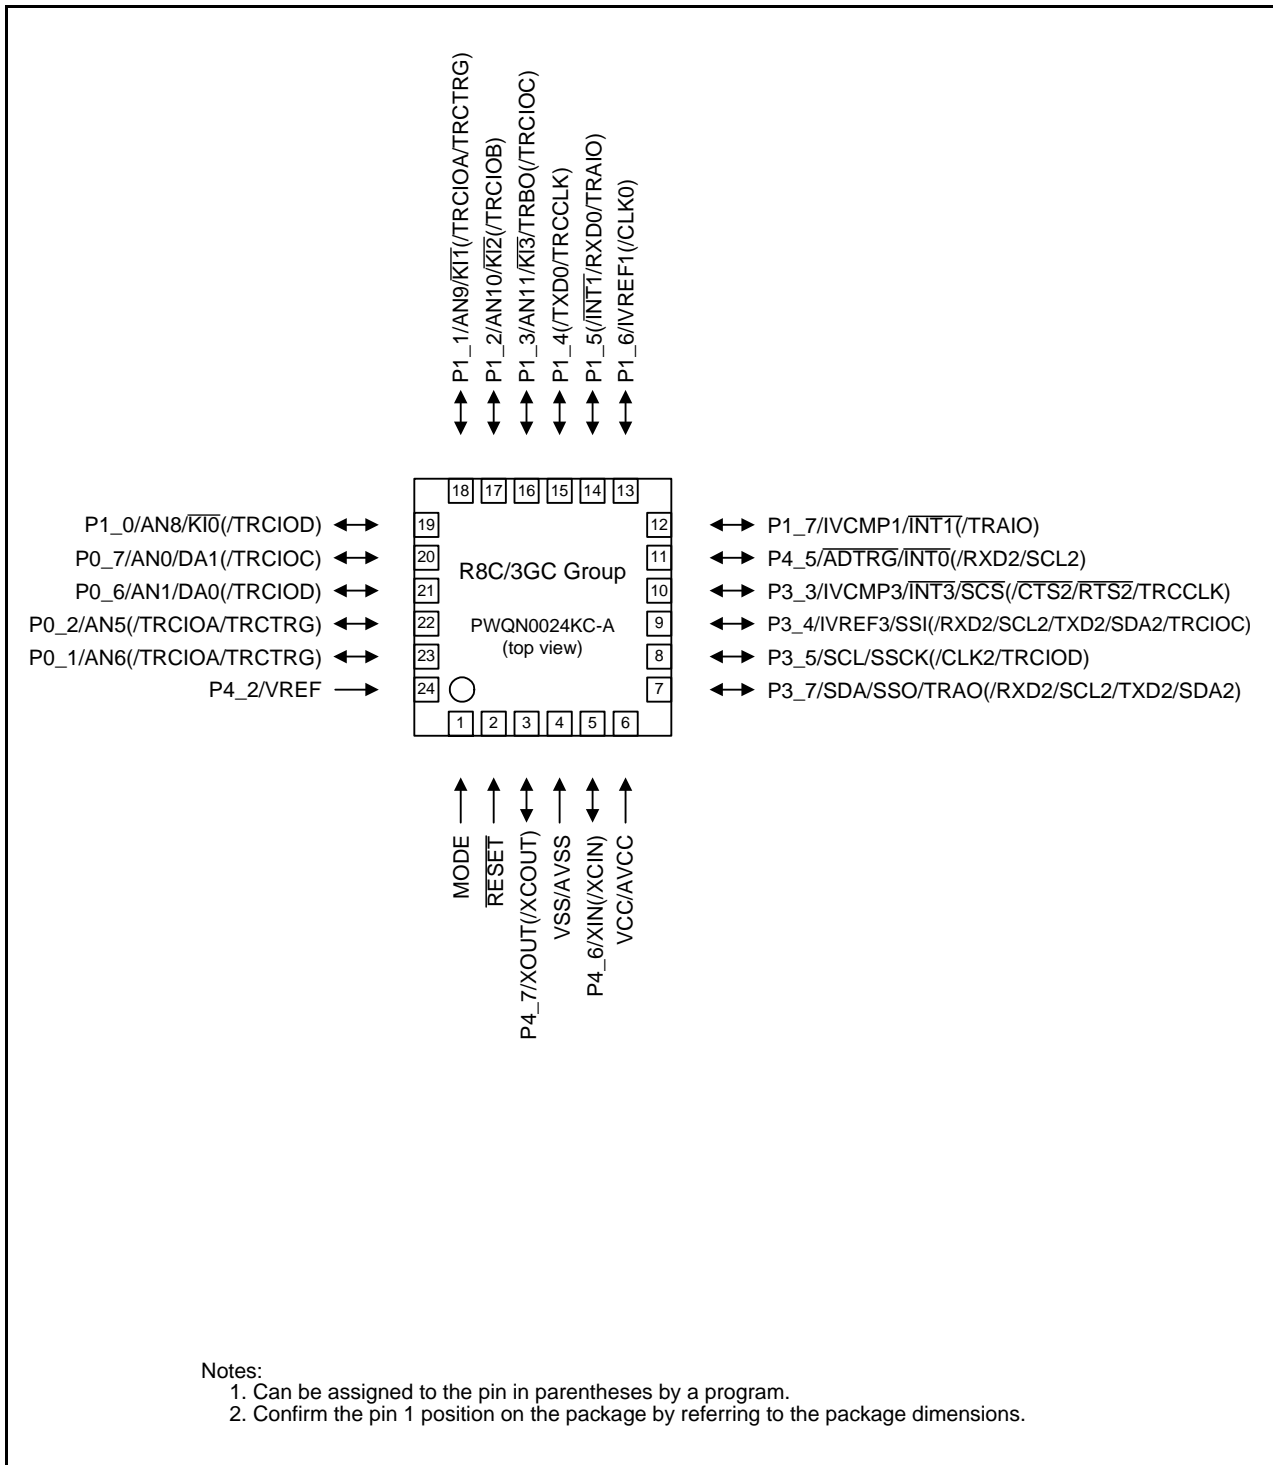 P1_1/AN9/KI1(/TRCIOA/TRCTRG)
P1_2/AN10/KI2(/TRCIOB)
P1_3/AN11/KI3/TRBO(/TRCIOC)
P1_4(/TXD0/TRCCLK)
P1_5(/INT1/RXD0/TRAIO)
P1_6/IVREF1(/CLK0)
18 17 16 15 14 13
P1_0/AN8/KI0(/TRCIOD) 19
P0_7/AN0/DA1(/TRCIOC) 20
P0_6/AN1/DA0(/TRCIOD) 21
P0_2/AN5(/TRCIOA/TRCTRG) 22
P0_1/AN6(/TRCIOA/TRCTRG) 23
P4_2/VREF 24
R8C/3GC Group
PWQN0024KC-A
(top view)
12 P1_7/IVCMP1/INT1(/TRAIO)
11 P4_5/ADTRG/INT0(/RXD2/SCL2)
10 P3_3/IVCMP3/INT3/SCS(/CTS2/RTS2/TRCCLK)
9 P3_4/IVREF3/SSI(/RXD2/SCL2/TXD2/SDA2/TRCIOC)
8 P3_5/SCL/SSCK(/CLK2/TRCIOD)
7 P3_7/SDA/SSO/TRAO(/RXD2/SCL2/TXD2/SDA2)
1 2 3 4 5 6
MODE
RESET
P4_7/XOUT(/XCOUT)
VSS/AVSS
P4_6/XIN(/XCIN)
VCC/AVCC
Notes:
1. Can be assigned to the pin in parentheses by a program.
2. Confirm the pin 1 position on the package by referring to the package dimensions.